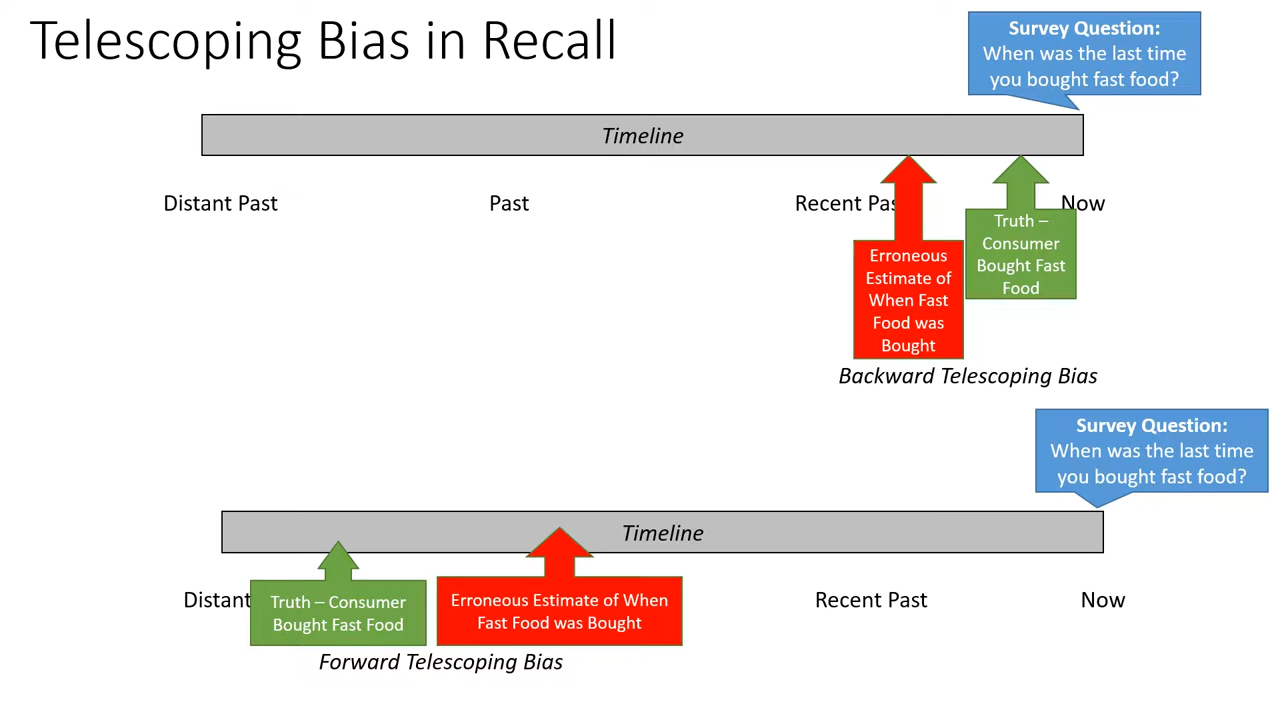 Telescoping Bias in Recall
Survey Question:
When was the last time
you bought fast food?
Timeline
Distant Past
Past
Recent Pas
Now
Truth –
Consumer
Bought Fast
Food
Erroneous
Estimate of
When Fast
Food was
Bought
Backward Telescoping Bias
Survey Question:
When was the last time
you bought fast food?
Timeline
Distant
Truth – Consumer
Bought Fast Food
Erroneous Estimate of When
Fast Food was Bought
Recent Past
Now
Forward Telescoping Bias